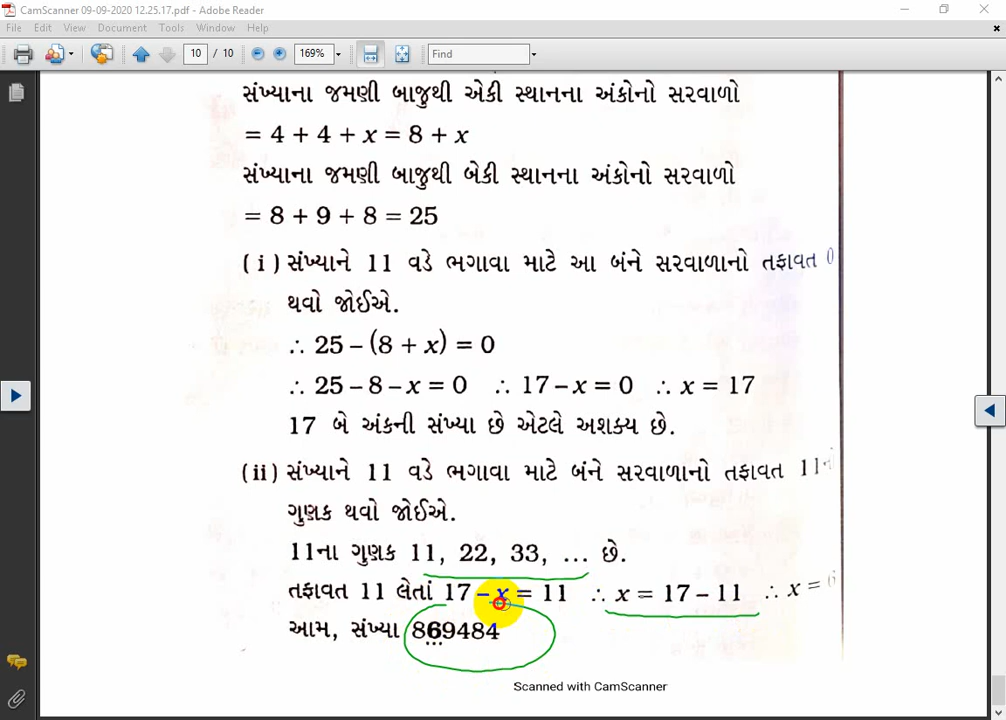 CamScanner 09-09-2020 12.25.17.pdf - Adobe Reader
File Edit View Document Tools Window Help
10 / 10 169% Find
સંખ્યાના જમણી બાજુથી એકી સ્થાનના અંકોનો સરવાળો
= 4 + 4 + x = 8 + x
સંખ્યાના જમણી બાજુથી બેકી સ્થાનના અંકોનો સરવાળો
= 8 + 9 + 8 = 25
(i) સંખ્યાને 11 વડે ભગાવા માટે આ બંને સરવાળાનો તફાવત 0
થવો જોઈએ.
∴ 25 – (8 + x) = 0
∴ 25 – 8 – x = 0 ∴ 17 – x = 0 ∴ x = 17
17 બે અંકની સંખ્યા છે એટલે અશક્ય છે.
(ii) સંખ્યાને 11 વડે ભગાવા માટે બંને સરવાળાનો તફાવત 11ના
ગુણક થવો જોઈએ.
11ના ગુણક 11, 22, 33, ... છે.
તફાવત 11 લેતાં 17 – x = 11 ∴ x = 17 – 11 ∴ x = 6
આમ, સંખ્યા 869484
Scanned with CamScanner